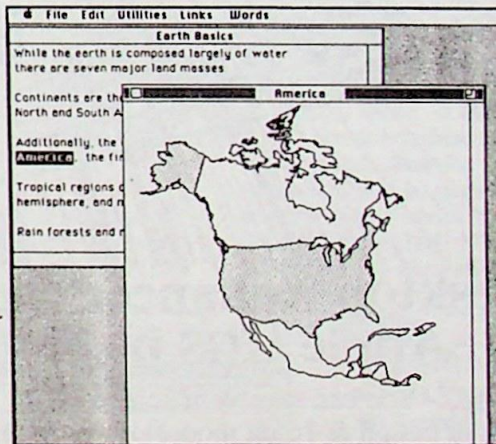 File Edit Utilities Links Words
Earth Basics
While the earth is composed largely of water
there are seven major land masses
Continents are th
North and South A
Additionally, the
America, the fir
Tropical regions
hemisphere, and
Rain forests and
America